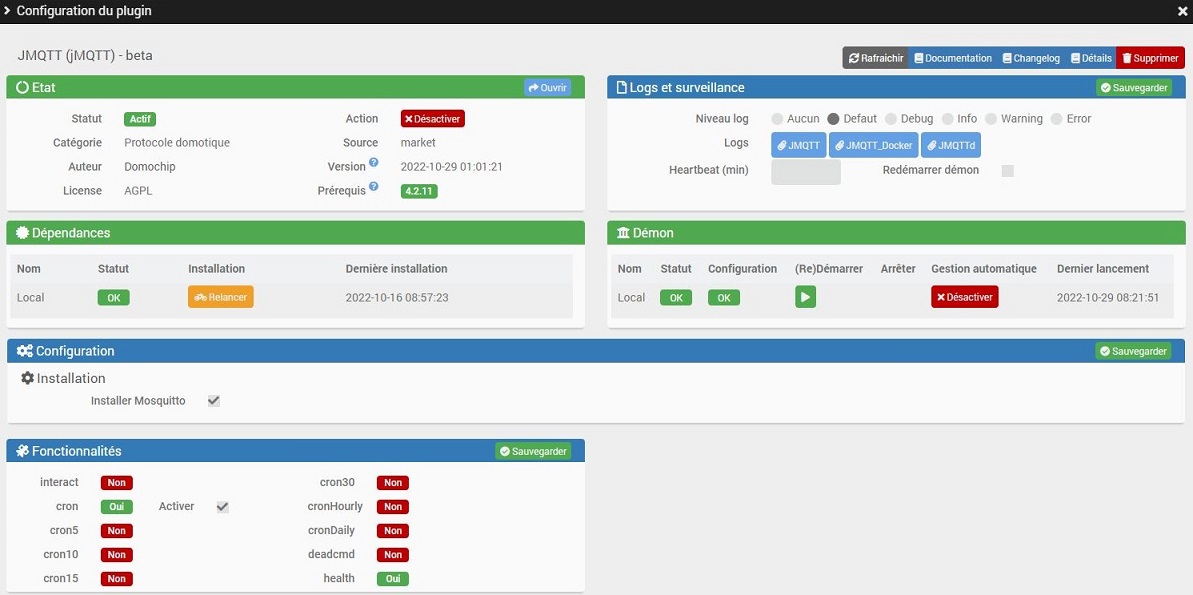 Configuration du plugin
JMQTT (jMQTT) - beta
Rafraichir Documentation Changelog Détails Supprimer
Etat Ouvrir
Statut Actif Action Désactiver
Catégorie Protocole domotique Source market
Auteur Domochip Version ? 2022-10-29 01:01:21
License AGPL Prérequis ? 4.2.11
Logs et surveillance Sauvegarder
Niveau log Aucun Defaut Debug Info Warning Error
Logs JMQTT JMQTT_Docker JMQTTd
Heartbeat (min) Redémarrer démon
Dépendances
Nom Statut Installation Dernière installation
Local OK Relancer 2022-10-16 08:57:23
Démon
Nom Statut Configuration (Re)Démarrer Arrêter Gestion automatique Dernier lancement
Local OK OK Désactiver 2022-10-29 08:21:51
Configuration Sauvegarder
Installation
Installer Mosquitto
Fonctionnalités Sauvegarder
interact Non cron30 Non
cron Oui Activer cronHourly Non
cron5 Non cronDaily Non
cron10 Non deadcmd Non
cron15 Non health Oui